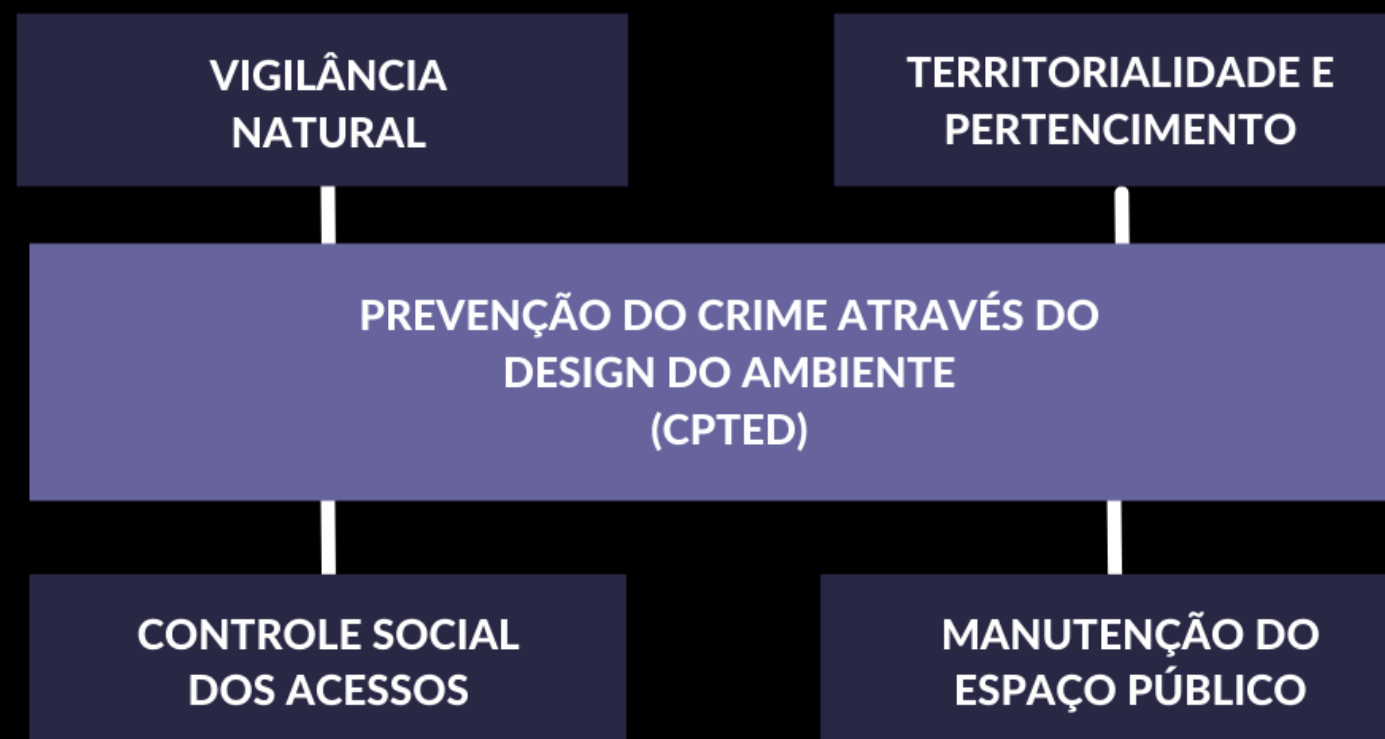 VIGILÂNCIA
NATURAL
TERRITORIALIDADE E
PERTENCIMENTO
PREVENÇÃO DO CRIME ATRAVÉS DO
DESIGN DO AMBIENTE
(CPTED)
CONTROLE SOCIAL
DOS ACESSOS
MANUTENÇÃO DO
ESPAÇO PÚBLICO